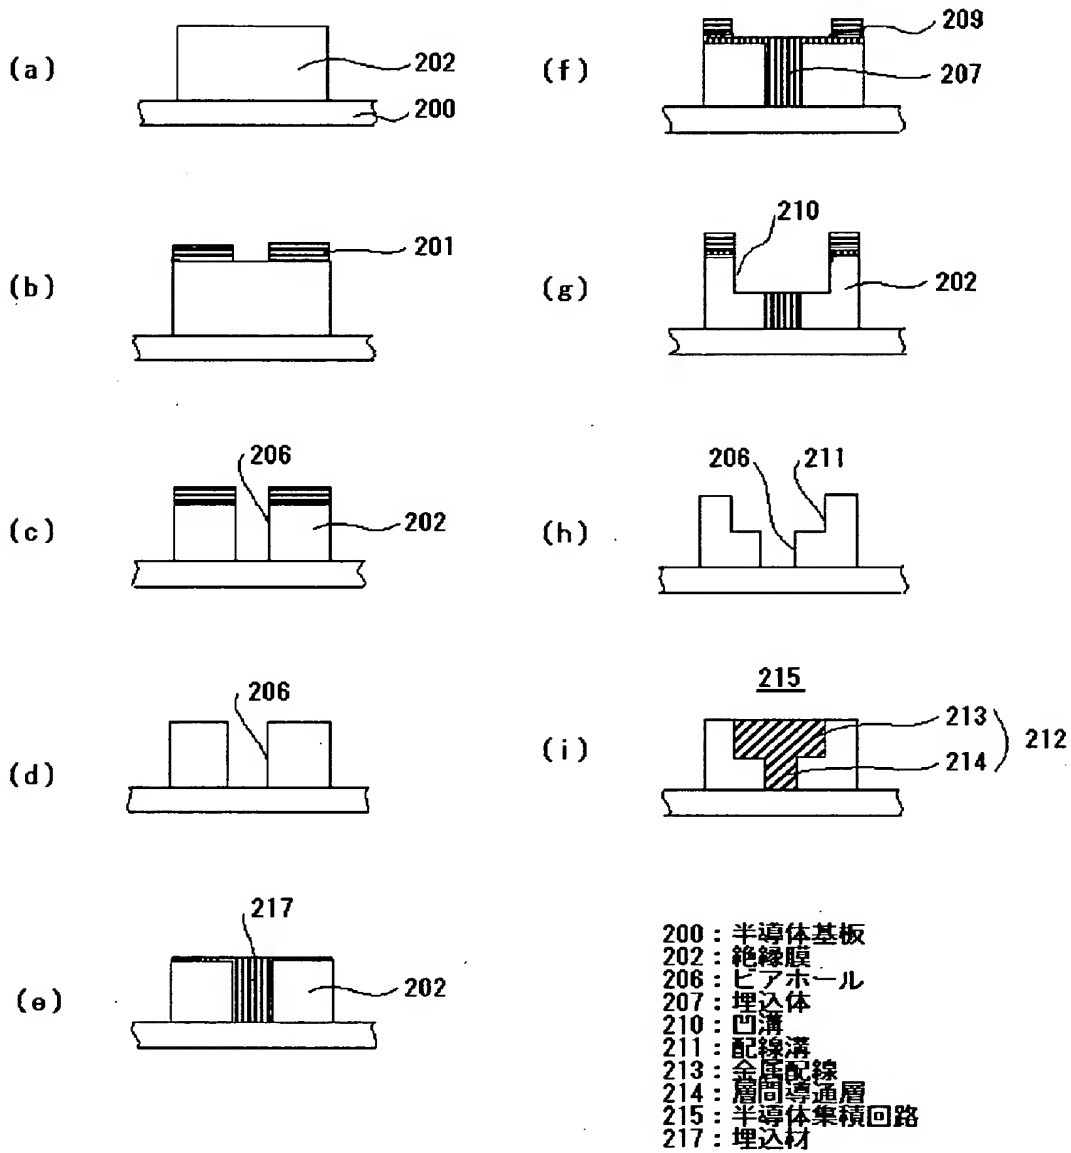 (a)
202
200
(b)
201
(c)
206
202
(d)
206
(e)
217
202
(f)
209
207
(g)
210
202
(h)
206
211
(i)
215
213
214
212
200：半導体基板
202：絶縁膜
206：ビアホール
207：埋込体
210：凹溝
211：配線溝
213：金属配線
214：層間導通層
215：半導体集積回路
217：埋込材